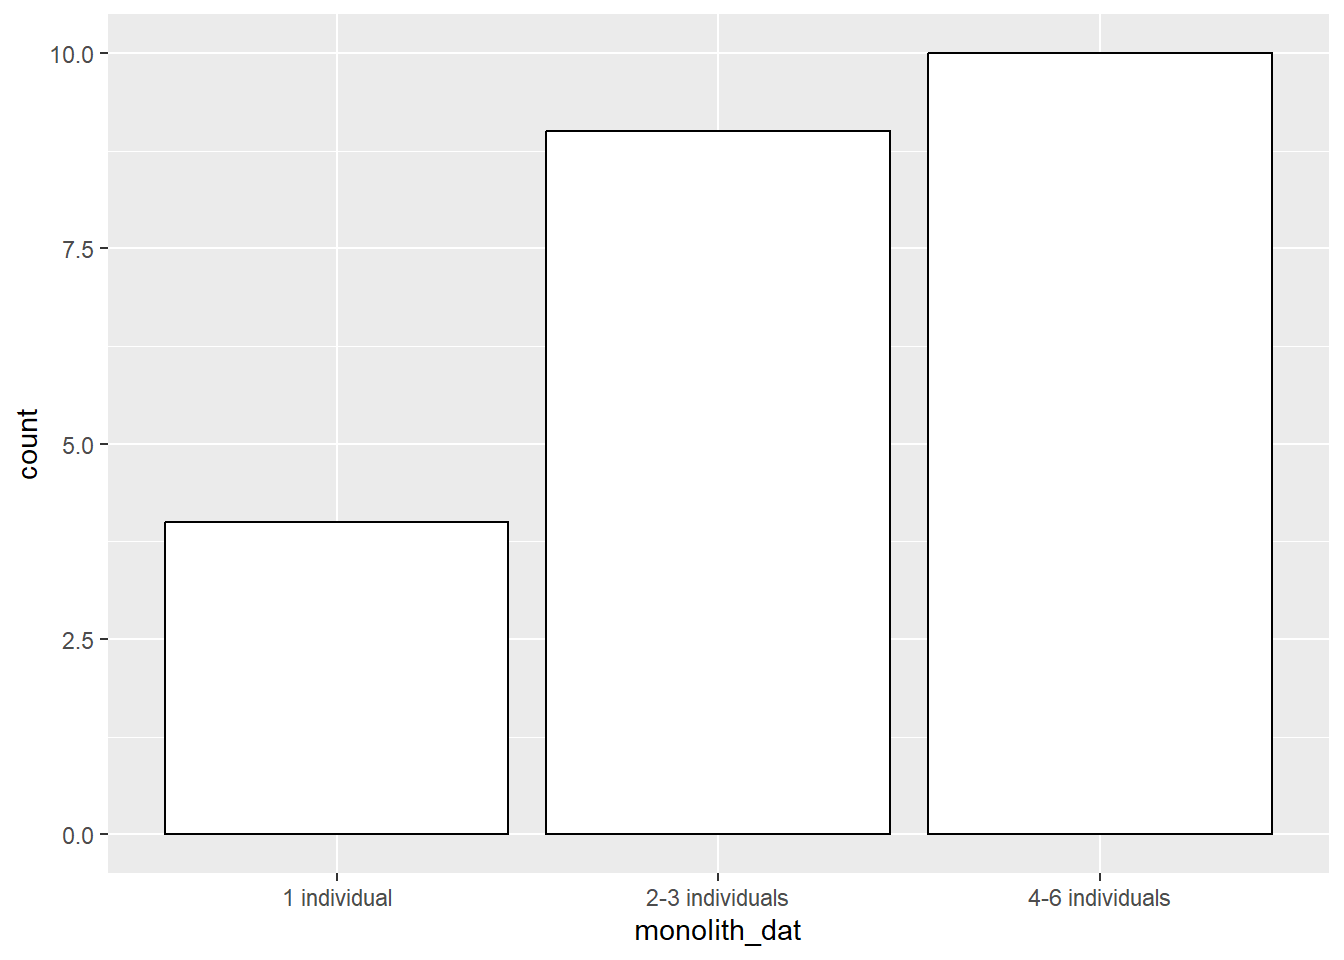 10.0
7.5
5.0
2.5
0.0
count
1 individual
2-3 individuals
4-6 individuals
monolith_dat